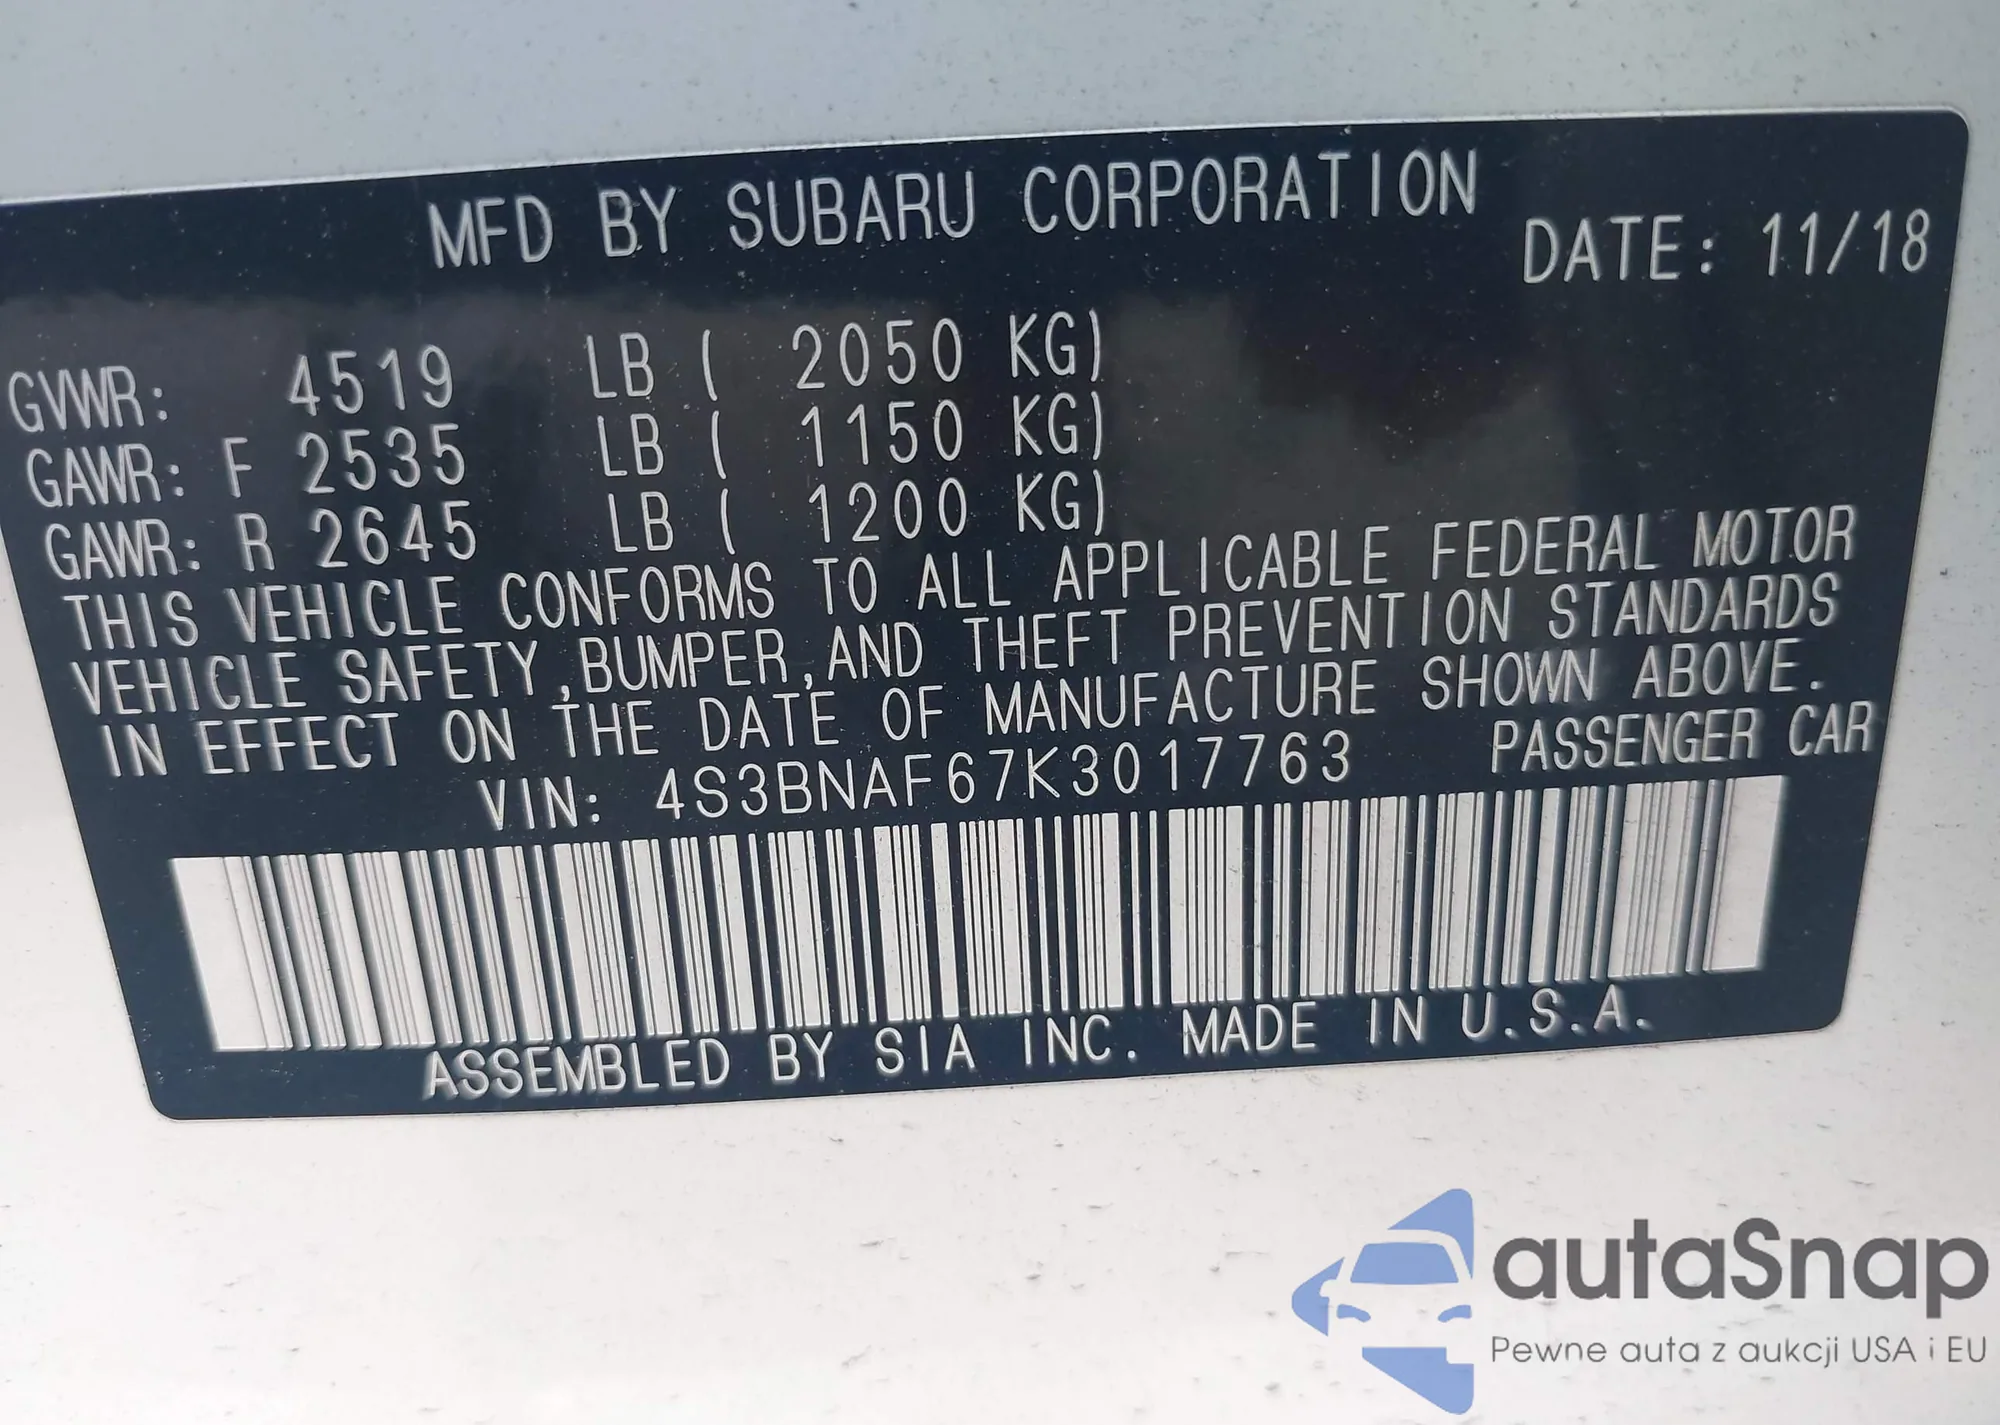 MFD BY SUBARU CORPORATION
DATE: 11/18
GVWR: 4519 LB ( 2050 KG)
GAWR: F 2535 LB ( 1150 KG)
GAWR: R 2645 LB ( 1200 KG)
THIS VEHICLE CONFORMS TO ALL APPLICABLE FEDERAL MOTOR
VEHICLE SAFETY,BUMPER,AND THEFT PREVENTION STANDARDS
IN EFFECT ON THE DATE OF MANUFACTURE SHOWN ABOVE.
VIN: 4S3BNAF67K3017763 PASSENGER CAR
ASSEMBLED BY SIA INC. MADE IN U.S.A.
autaSnap
Pewne auta z aukcji USA i EU